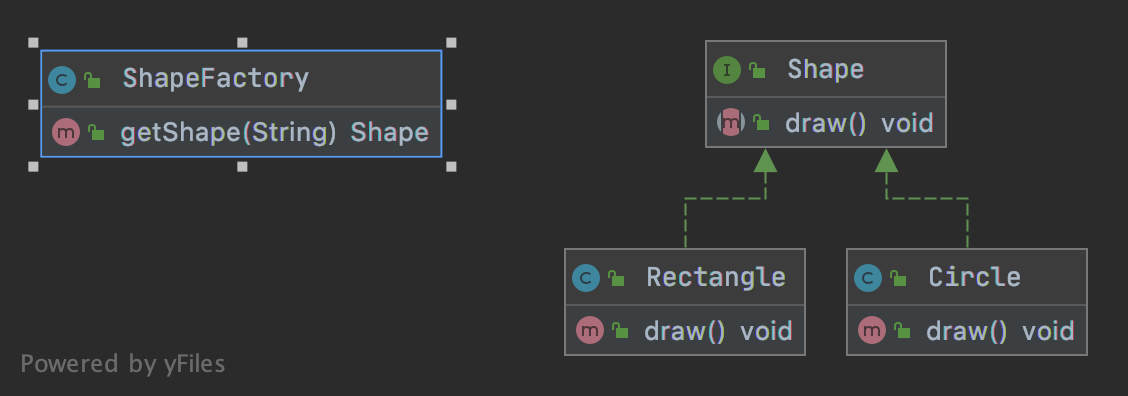 C ShapeFactory
m getShape(String) Shape
I Shape
m draw() void
C Rectangle
m draw() void
C Circle
m draw() void
Powered by yFiles